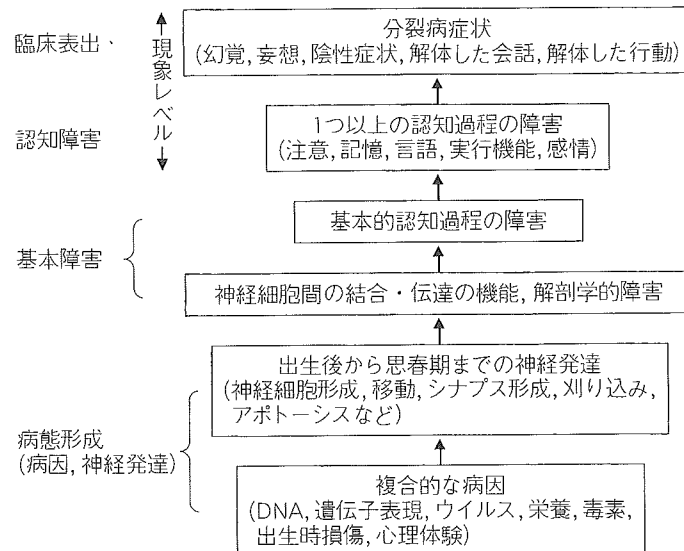 臨床表出・
現象レベル
分裂病症状
(幻覚, 妄想, 陰性症状, 解体した会話, 解体した行動)
認知障害
1つ以上の認知過程の障害
(注意, 記憶, 言語, 実行機能, 感情)
基本的認知過程の障害
基本障害
神経細胞間の結合・伝達の機能, 解剖学的障害
出生後から思春期までの神経発達
(神経細胞形成, 移動, シナプス形成, 刈り込み,
アポトーシスなど)
病態形成
(病因, 神経発達)
複合的な病因
(DNA, 遺伝子表現, ウイルス, 栄養, 毒素,
出生時損傷, 心理体験)